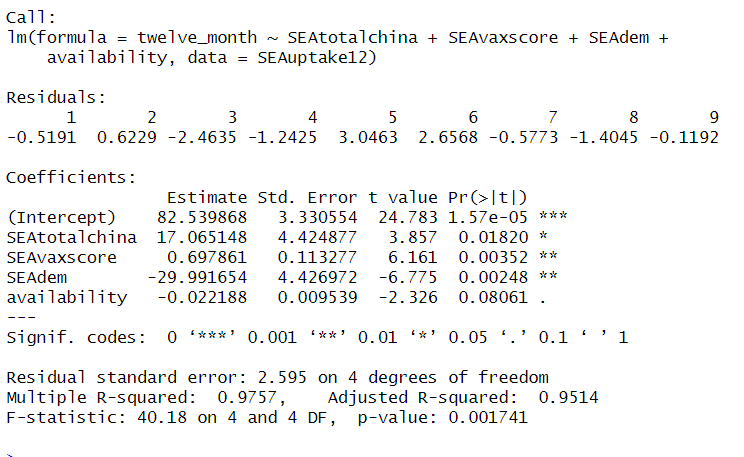 Call:
lm(formula = twelve_month ~ SEAtotalchina + SEAvaxscore + SEAdem +
    availability, data = SEAuptake12)

Residuals:
      1       2       3       4       5       6       7       8       9
-0.5191  0.6229 -2.4635 -1.2425  3.0463  2.6568 -0.5773 -1.4045 -0.1192

Coefficients:
                Estimate Std. Error t value Pr(>|t|)
(Intercept)    82.539868   3.330554  24.783 1.57e-05 ***
SEAtotalchina  17.065148   4.424877   3.857  0.01820 *
SEAvaxscore     0.697861   0.113277   6.161  0.00352 **
SEAdem        -29.991654   4.426972  -6.775  0.00248 **
availability   -0.022188   0.009539  -2.326  0.08061 .
---
Signif. codes:  0 ‘***’ 0.001 ‘**’ 0.01 ‘*’ 0.05 ‘.’ 0.1 ‘ ’ 1

Residual standard error: 2.595 on 4 degrees of freedom
Multiple R-squared:  0.9757,    Adjusted R-squared:  0.9514
F-statistic: 40.18 on 4 and 4 DF,  p-value: 0.001741